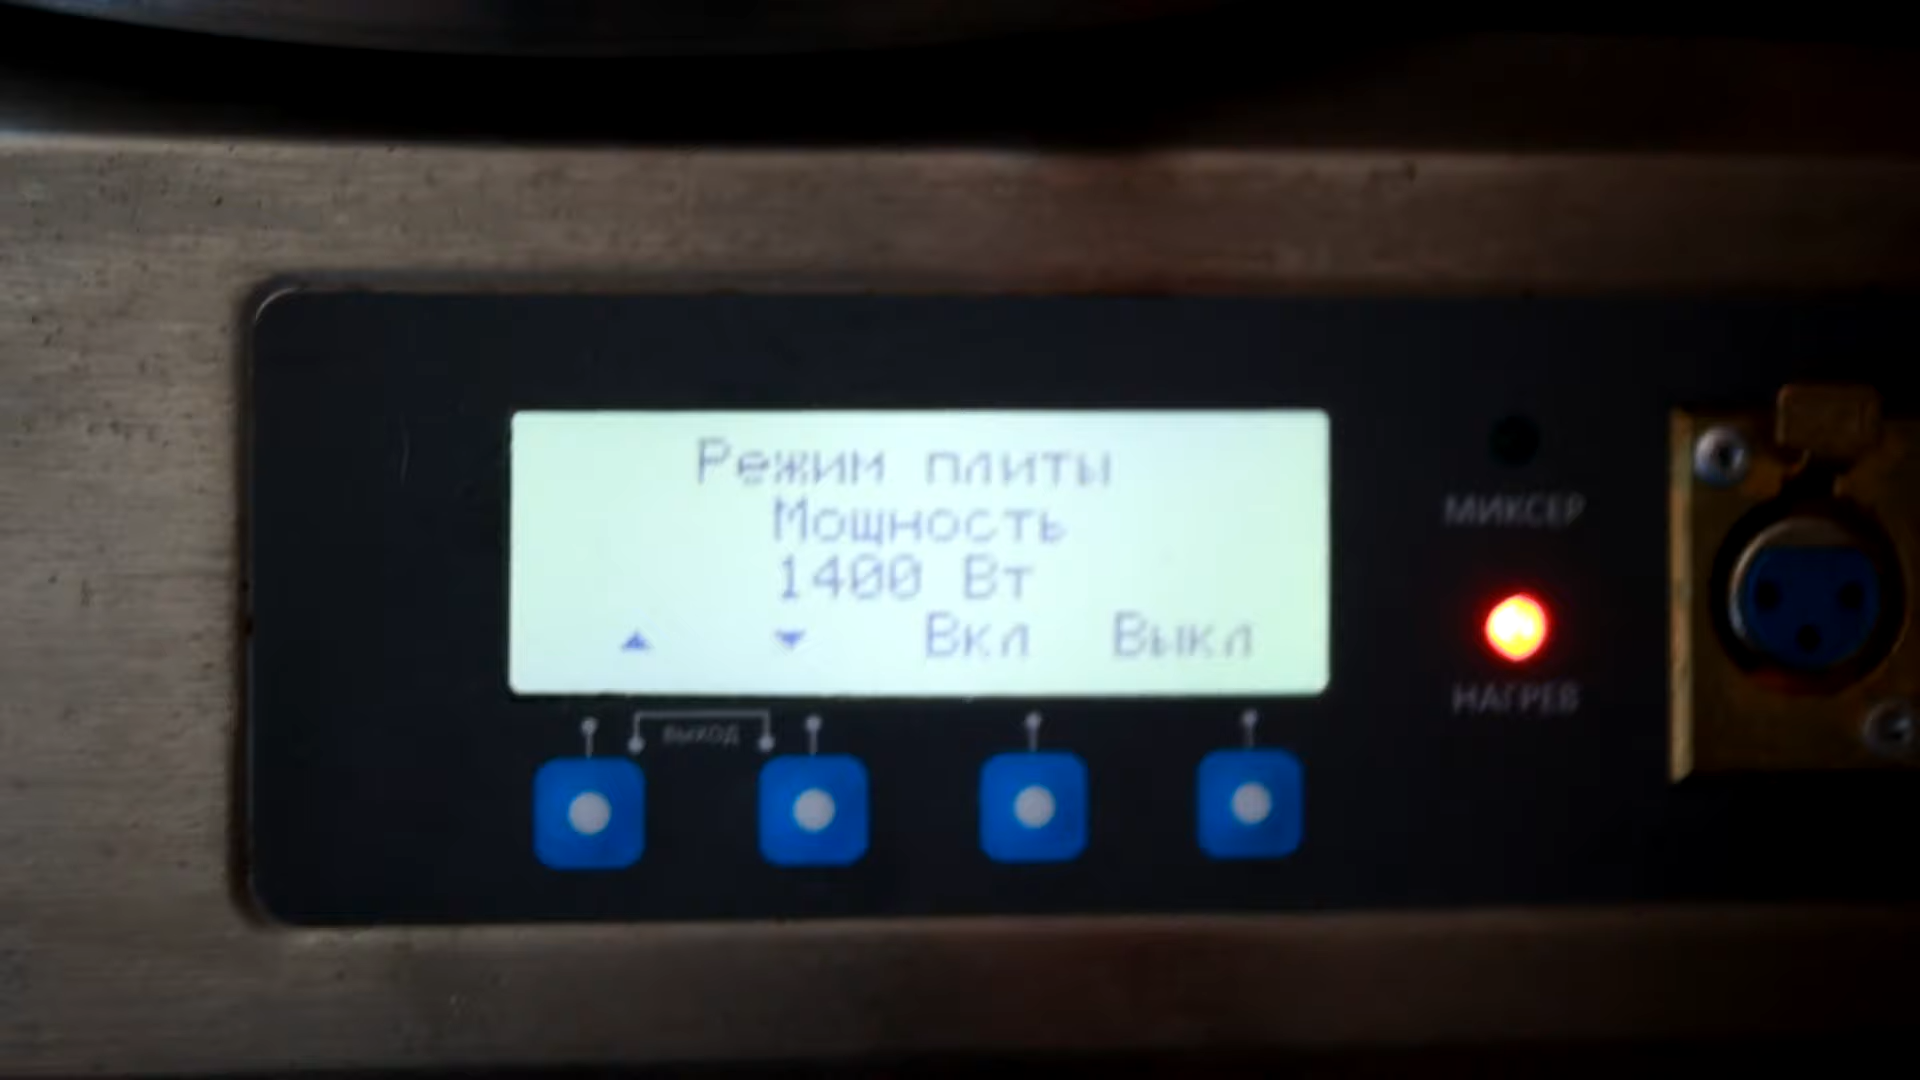 Режим плиты
Мощность
1400 Вт
▲ ▼ Вкл Выкл
ВЫХОД
МИКСЕР
НАГРЕВ